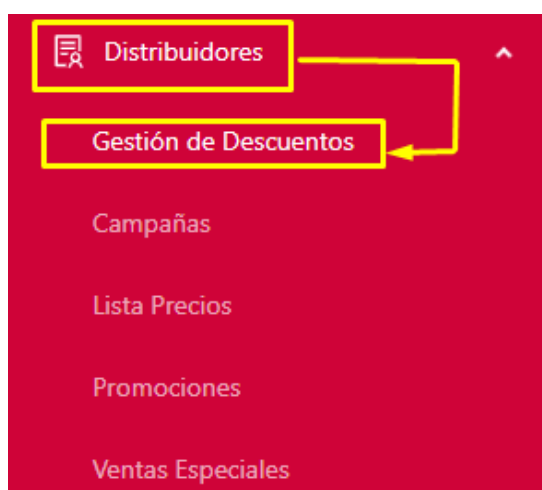 Distribuidores
Gestión de Descuentos
Campañas
Lista Precios
Promociones
Ventas Especiales